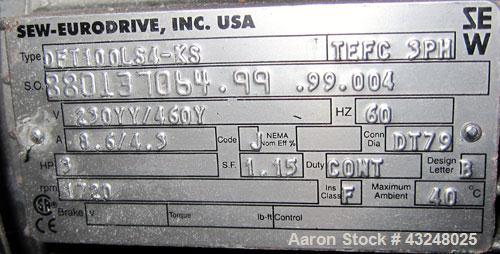 SEW-EURODRIVE, INC. USA
SEW
Type DFT100LS4-KS TEFC 3PH
S.O. 880137064.99 .99.004
V 230YY/460Y HZ 60
A 8.6/4.3 Code J NEMA Nom Eff % Conn Dia DT79
HP 3 S.F. 1.15 Duty CONT Design Letter B
rpm 1720 Ins Class F Maximum Ambient 40 °C
Brake V Torque lb-ft Control
Aaron Stock # 43248025